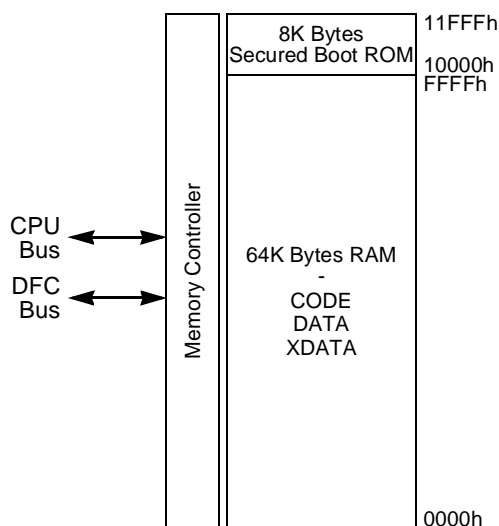 8K Bytes
Secured Boot ROM
11FFFh
10000h
FFFFh
CPU
Bus
DFC
Bus
Memory Controller
64K Bytes RAM
-
CODE
DATA
XDATA
0000h